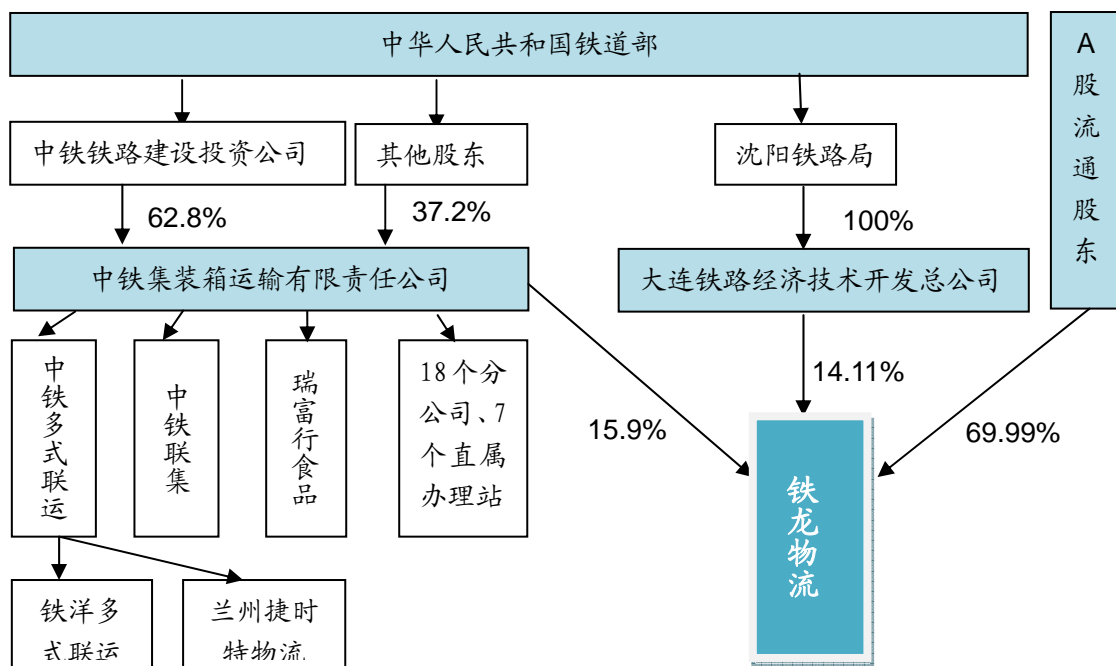 中华人民共和国铁道部
A
股
流
通
股
东
中铁铁路建设投资公司
其他股东
沈阳铁路局
62.8%
37.2%
100%
中铁集装箱运输有限责任公司
大连铁路经济技术开发总公司
中铁多式联运
中铁联集
瑞富行食品
18个分
公司、7
个直属
办理站
15.9%
14.11%
69.99%
铁龙物流
铁洋多
式联运
兰州捷时
特物流